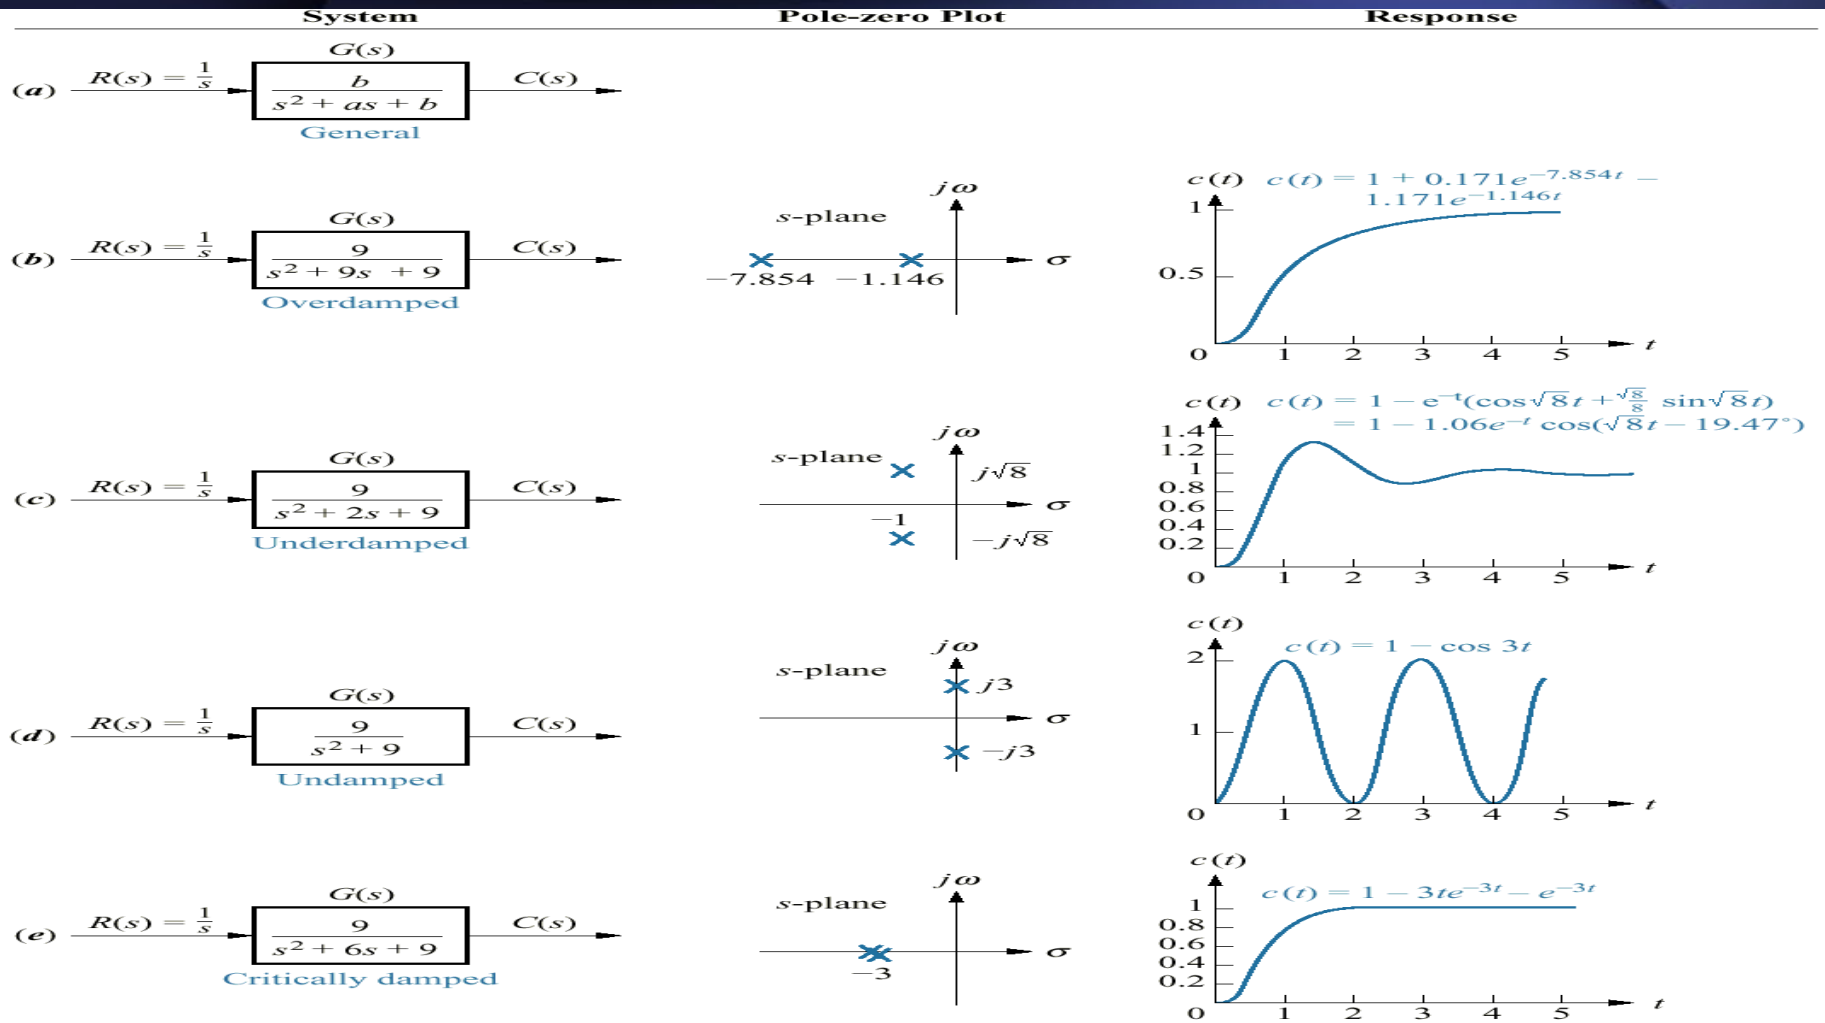 System Pole-zero Plot Response
(a) R(s) = 1/s G(s) b/(s² + as + b) C(s)
General
(b) R(s) = 1/s G(s) 9/(s² + 9s + 9) C(s)
Overdamped
jω
s-plane
σ
−7.854 −1.146
c(t) c(t) = 1 + 0.171e^−7.854t −
1.171e^−1.146t
1
0.5
0 1 2 3 4 5 t
(c) R(s) = 1/s G(s) 9/(s² + 2s + 9) C(s)
Underdamped
jω
s-plane
j√8
σ
−1
−j√8
c(t) c(t) = 1 − e^−t(cos√8t + √8/8 sin√8t)
= 1 − 1.06e^−t cos(√8t − 19.47°)
1.4
1.2
1
0.8
0.6
0.4
0.2
0 1 2 3 4 5 t
(d) R(s) = 1/s G(s) 9/(s² + 9) C(s)
Undamped
jω
s-plane
j3
σ
−j3
c(t)
c(t) = 1 − cos 3t
2
1
0 1 2 3 4 5 t
(e) R(s) = 1/s G(s) 9/(s² + 6s + 9) C(s)
Critically damped
jω
s-plane
σ
−3
c(t)
c(t) = 1 − 3te^−3t − e^−3t
1
0.8
0.6
0.4
0.2
0 1 2 3 4 5 t